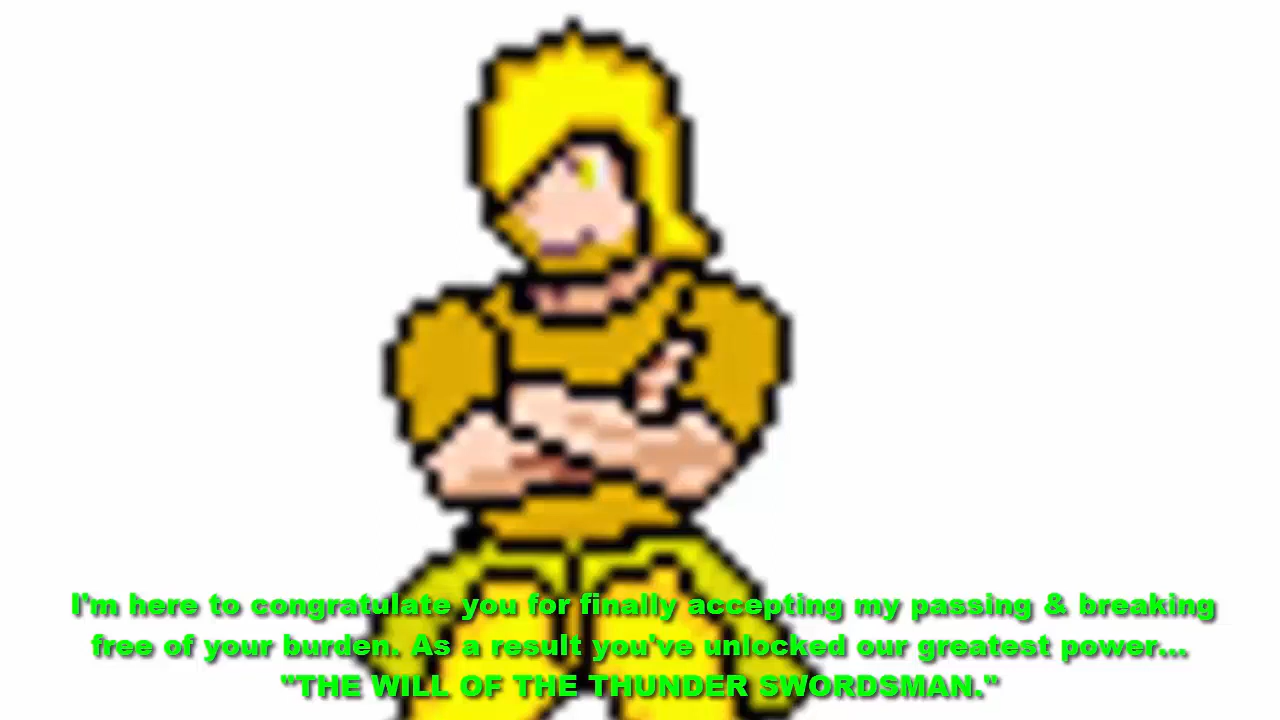 I'm here to congratulate you for finally accepting my passing & breaking
free of your burden. As a result you've unlocked our greatest power...
"THE WILL OF THE THUNDER SWORDSMAN."